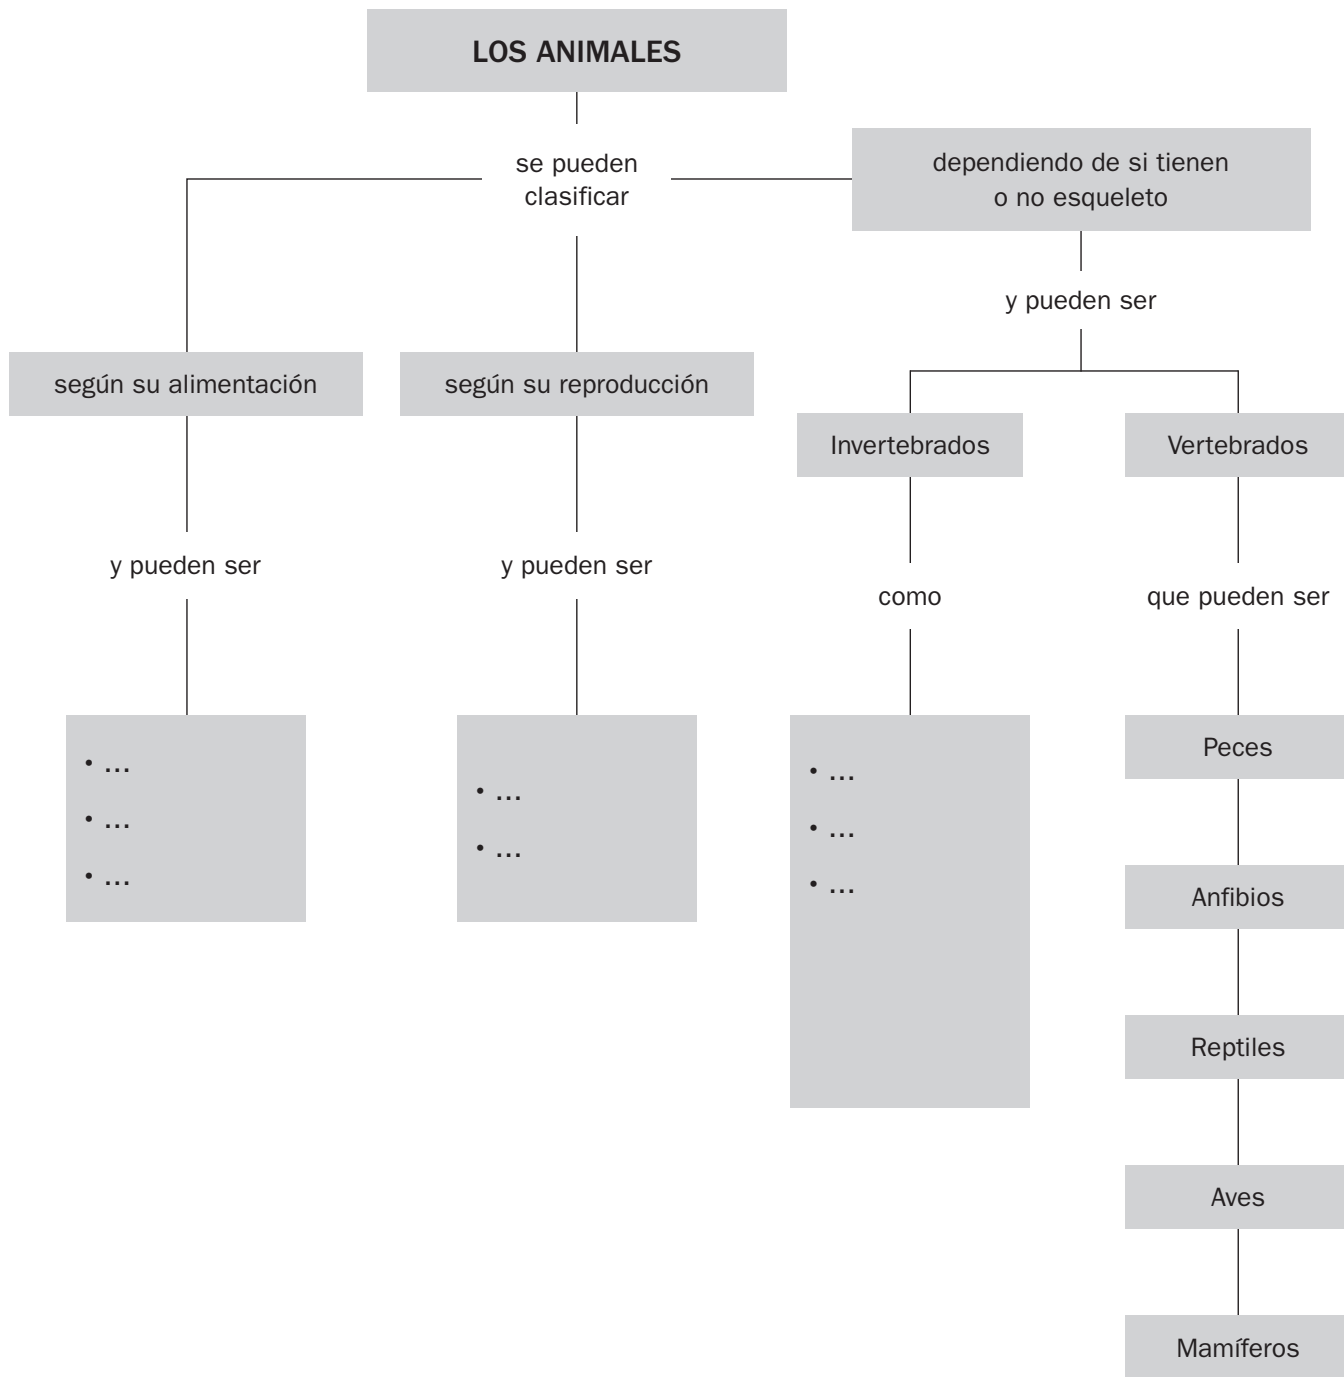 LOS ANIMALES
se pueden
clasificar
dependiendo de si tienen
o no esqueleto
y pueden ser
según su alimentación
según su reproducción
Invertebrados
Vertebrados
y pueden ser
y pueden ser
como
que pueden ser
• ...
• ...
• ...
• ...
• ...
• ...
• ...
• ...
Peces
Anfibios
Reptiles
Aves
Mamíferos